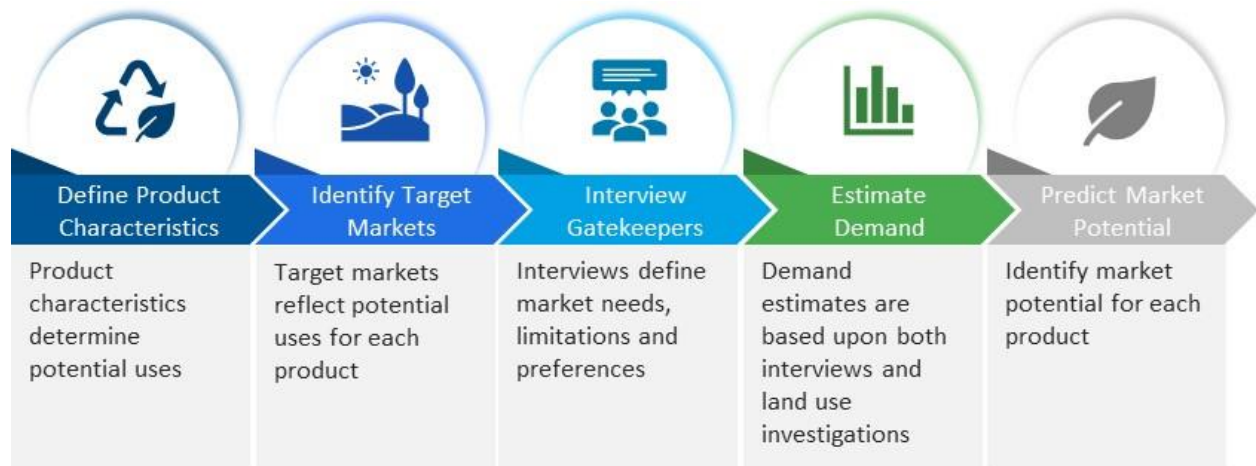 Define Product
Characteristics
Product
characteristics
determine
potential uses
Identify Target
Markets
Target markets
reflect potential
uses for each
product
Interview
Gatekeepers
Interviews define
market needs,
limitations and
preferences
Estimate
Demand
Demand
estimates are
based upon both
interviews and
land use
investigations
Predict Market
Potential
Identify market
potential for each
product